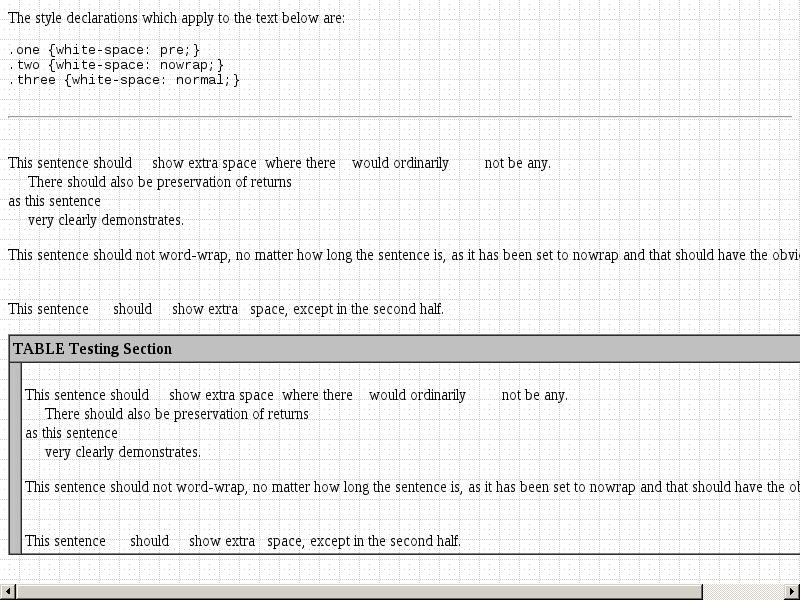 The style declarations which apply to the text below are:
.one {white-space: pre;}
.two {white-space: nowrap;}
.three {white-space: normal;}
This sentence should     show extra space  where there    would ordinarily         not be any.
     There should also be preservation of returns
as this sentence
     very clearly demonstrates.
This sentence should not word-wrap, no matter how long the sentence is, as it has been set to nowrap and that should have the obvi
This sentence      should     show extra   space, except in the second half.
TABLE Testing Section
This sentence should     show extra space  where there    would ordinarily         not be any.
     There should also be preservation of returns
as this sentence
     very clearly demonstrates.
This sentence should not word-wrap, no matter how long the sentence is, as it has been set to nowrap and that should have the ob
This sentence      should     show extra   space, except in the second half.